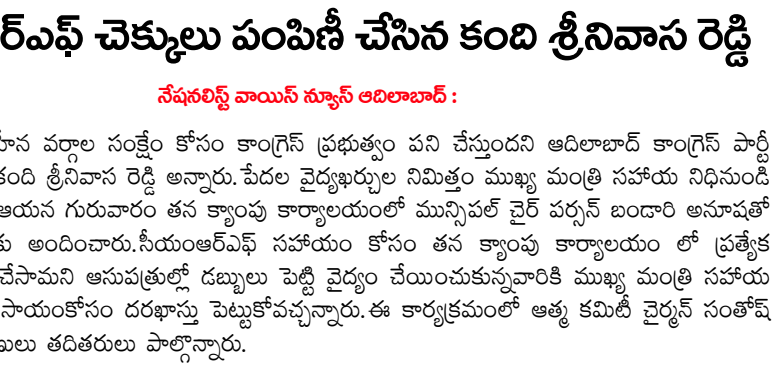 ర్ఎఫ్ చెక్కులు పంపిణీ చేసిన కంది శ్రీనివాస రెడ్డి
నేషనలిస్ట్ వాయిస్ న్యూస్ ఆదిలాబాద్ :
హీన వర్గాల సంక్షేం కోసం కాంగ్రెస్ ప్రభుత్వం పని చేస్తుందని ఆదిలాబాద్ కాంగ్రెస్ పార్టీ
కంది శ్రీనివాస రెడ్డి అన్నారు.పేదల వైద్యఖర్చుల నిమిత్తం ముఖ్య మంత్రి సహాయ నిధినుండి
ఆయన గురువారం తన క్యాంపు కార్యాలయంలో మున్సిపల్ చైర్ పర్సన్ బండారి అనూషతో
కు అందించారు.సీయంఆర్ఎఫ్ సహాయం కోసం తన క్యాంపు కార్యాలయం లో ప్రత్యేక
చేసామని ఆసుపత్రుల్లో డబ్బులు పెట్టి వైద్యం చేయించుకున్నవారికి ముఖ్య మంత్రి సహాయ
సాయంకోసం దరఖాస్తు పెట్టుకోవచ్చన్నారు.ఈ కార్యక్రమంలో ఆత్మ కమిటీ చైర్మన్ సంతోష్
ఖులు తదితరులు పాల్గొన్నారు.